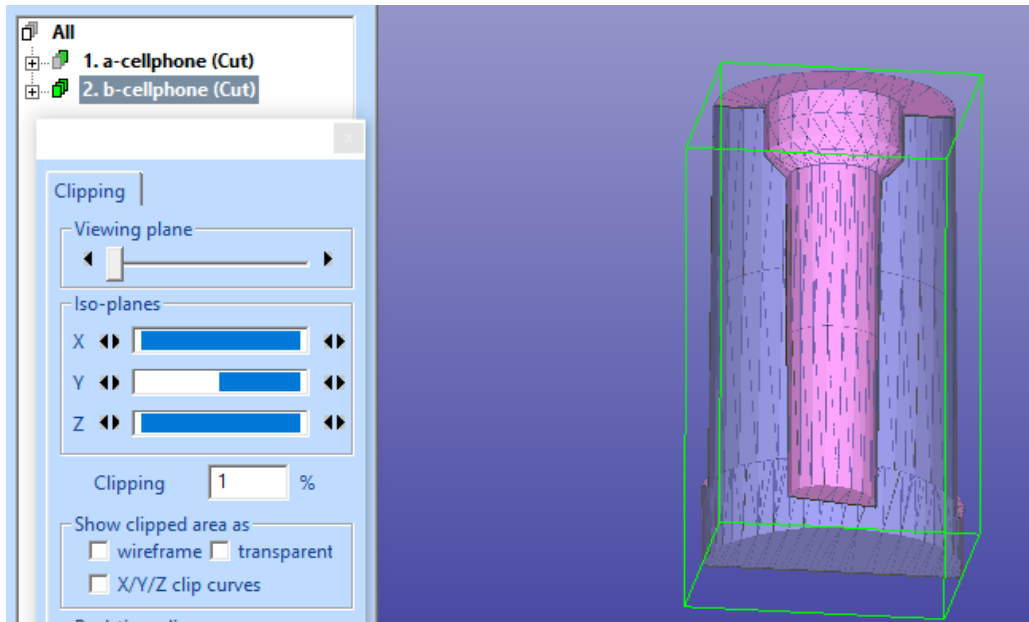 All
1. a-cellphone (Cut)
2. b-cellphone (Cut)
Clipping
Viewing plane
Iso-planes
X
Y
Z
Clipping 1 %
Show clipped area as
wireframe transparent
X/Y/Z clip curves